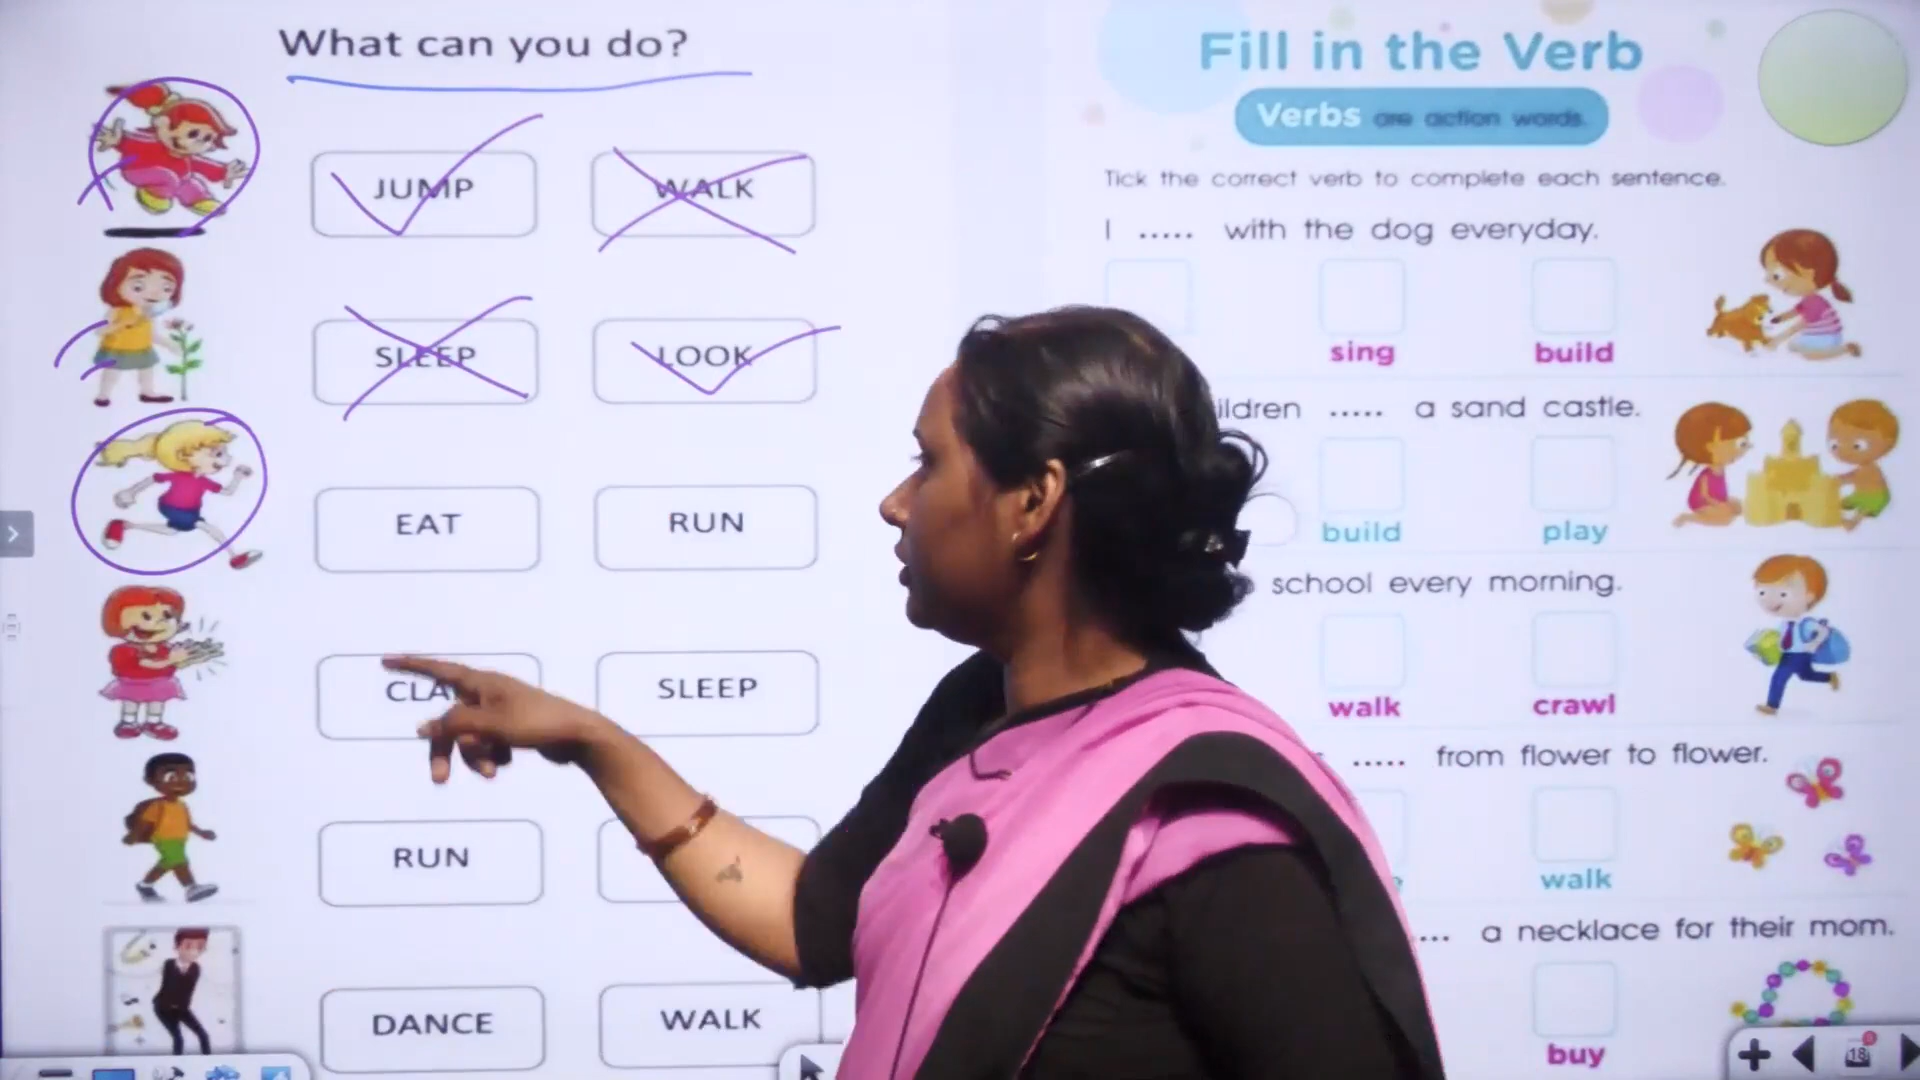 What can you do?
JUMP WALK
SLEEP LOOK
EAT RUN
SLEEP
RUN
DANCE WALK
Fill in the Verb
Verbs are action words.
Tick the correct verb to complete each sentence.
I ..... with the dog everyday.
sing build
..... a sand castle.
build play
school every morning.
walk crawl
..... from flower to flower.
walk
a necklace for their mom.
buy
18